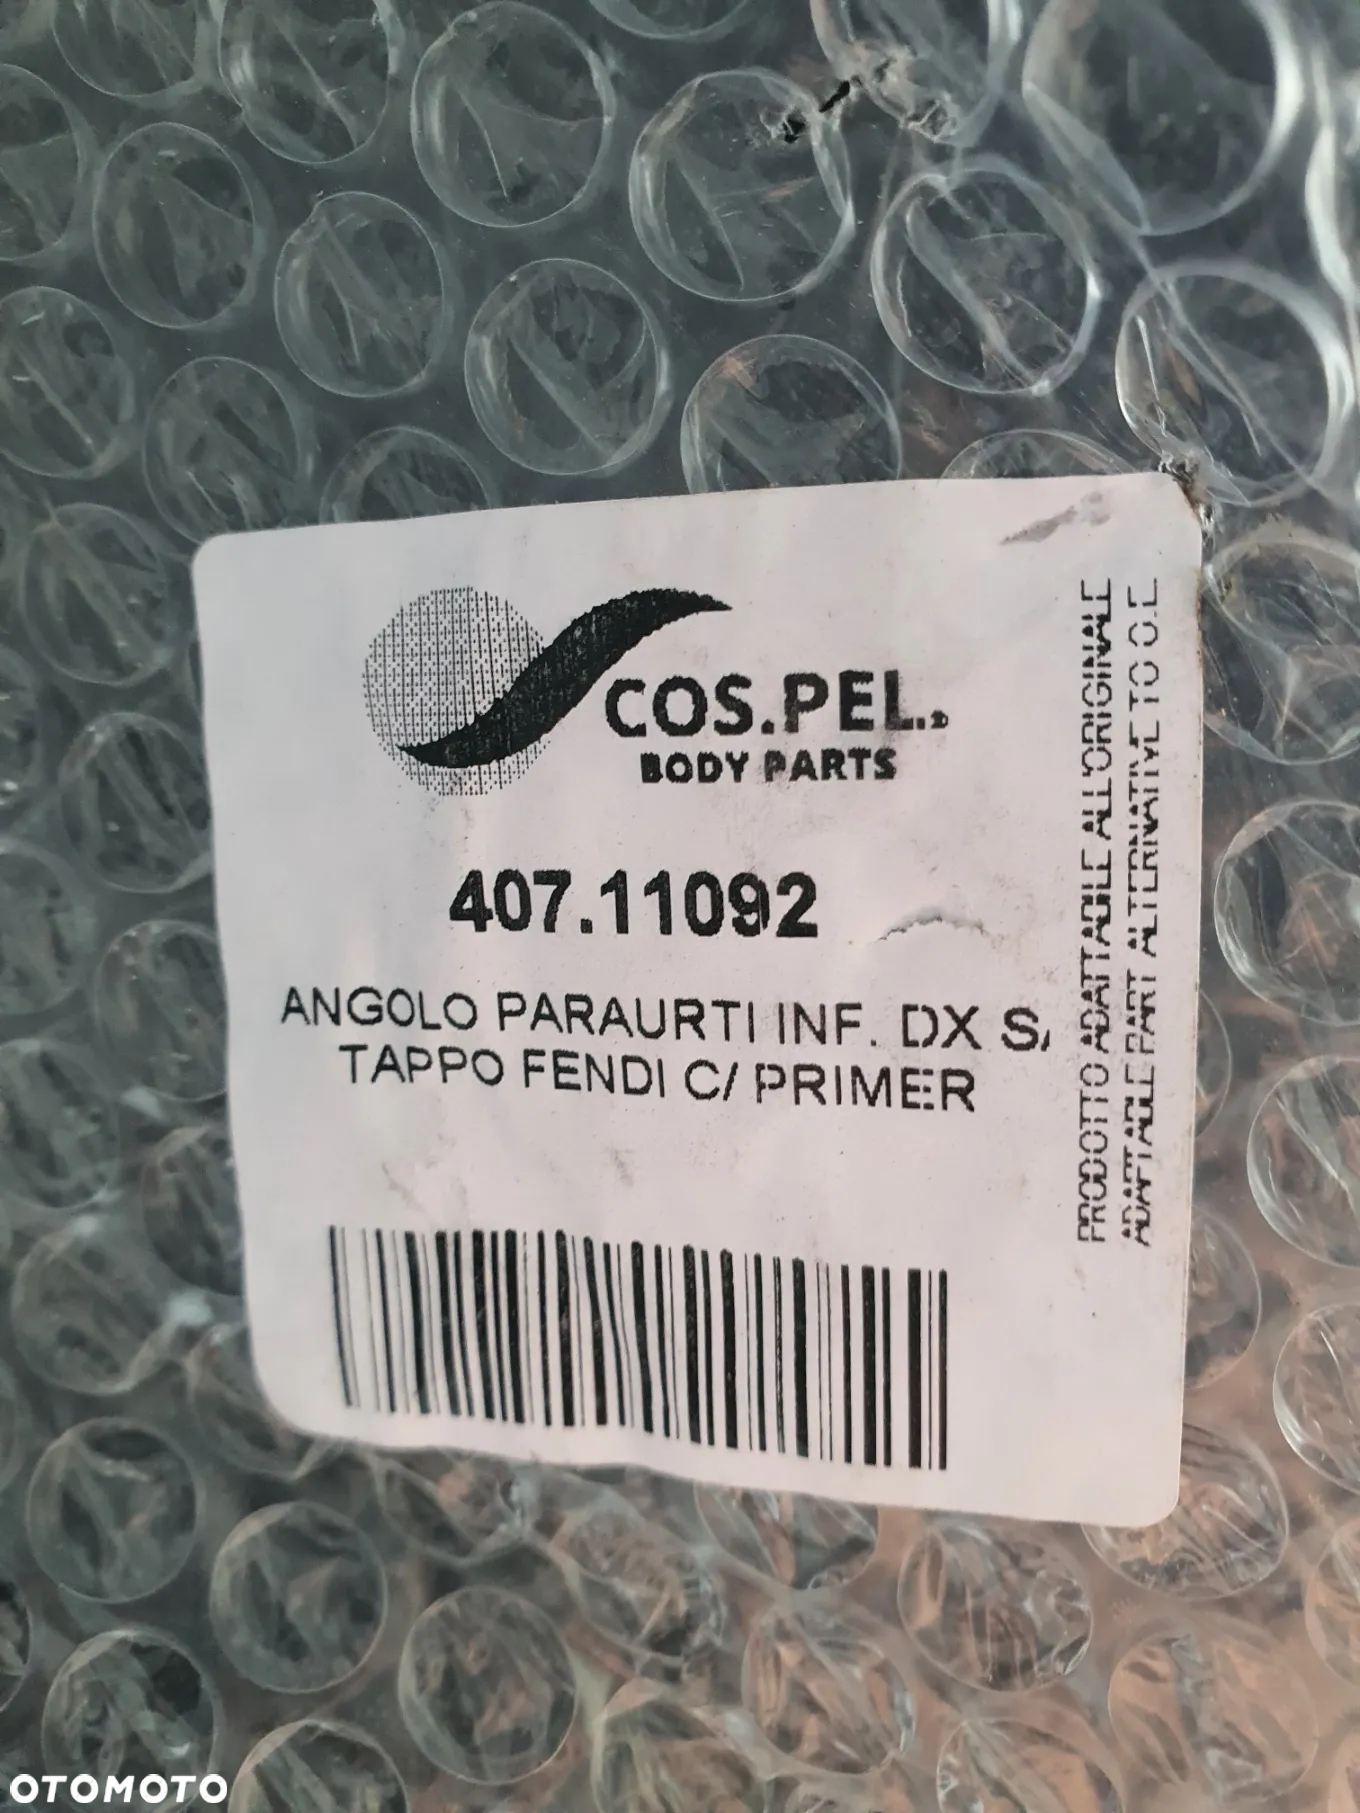 COS.PEL.
BODY PARTS
407.11092
ANGOLO PARAURTI INF. DX S/
TAPPO FENDI C/ PRIMER
PRODOTTO ADATTABILE ALL'ORIGINALE
ADAPTABLE PART ALTERNATIVE TO O.E.
OTOMOTO